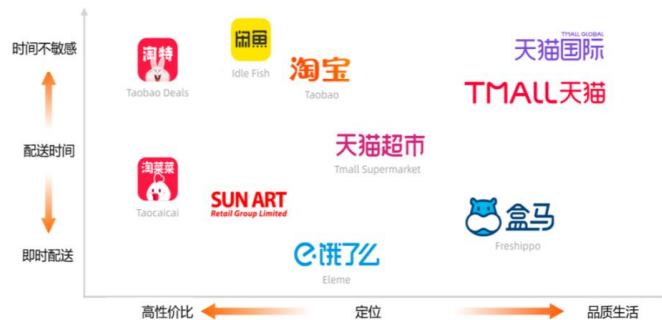 时间不敏感
配送时间
即时配送
淘特
Taobao Deals
闲鱼
Idle Fish
淘宝
Taobao
TMALL GLOBAL
天猫国际
TMALL天猫
天猫超市
Tmall Supermarket
淘菜菜
Taocaicai
SUN ART
Retail Group Limited
盒马
Freshippo
饿了么
Eleme
高性价比
定位
品质生活